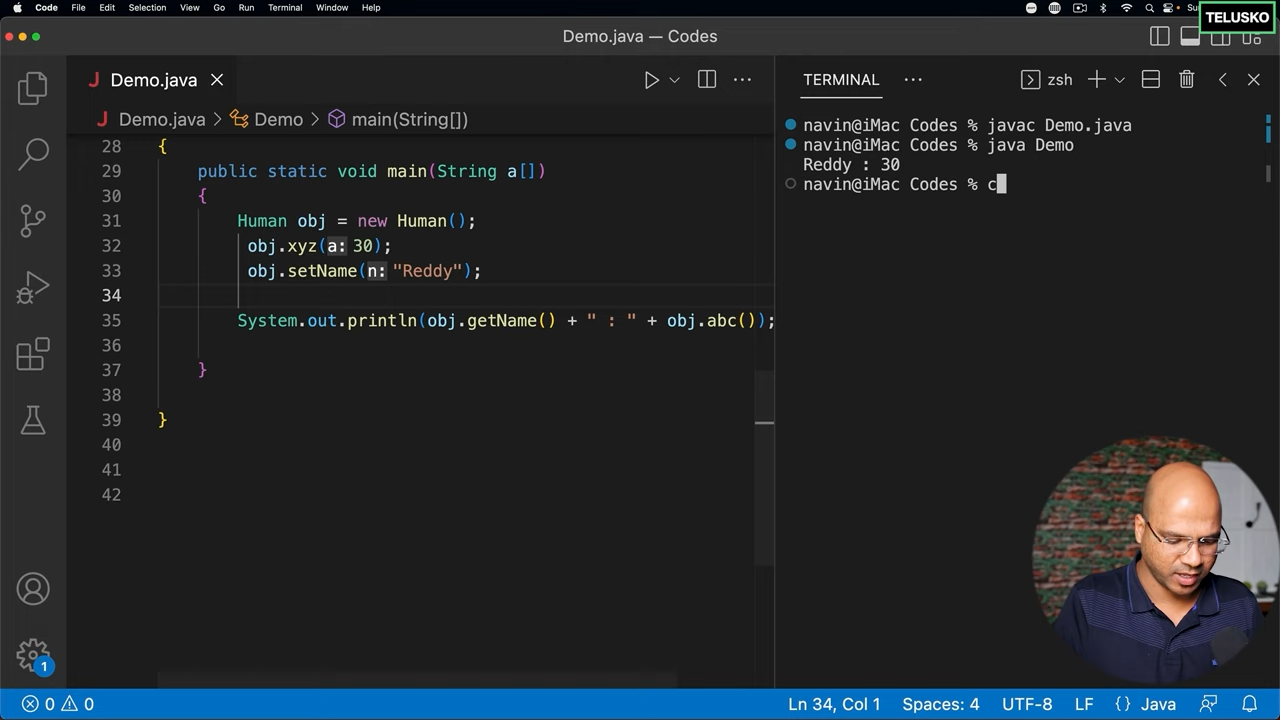 Code File Edit Selection View Go Run Terminal Window Help
TELUSKO
Demo.java — Codes
J Demo.java
J Demo.java > Demo > main(String[])
28 {
29 public static void main(String a[])
30 {
31 Human obj = new Human();
32 obj.xyz(a: 30);
33 obj.setName(n: "Reddy");
34
35 System.out.println(obj.getName() + " : " + obj.abc());
36
37 }
38
39 }
40
41
42
TERMINAL
zsh
navin@iMac Codes % javac Demo.java
navin@iMac Codes % java Demo
Reddy : 30
navin@iMac Codes % c
1
0 0 Ln 34, Col 1 Spaces: 4 UTF-8 LF {} Java